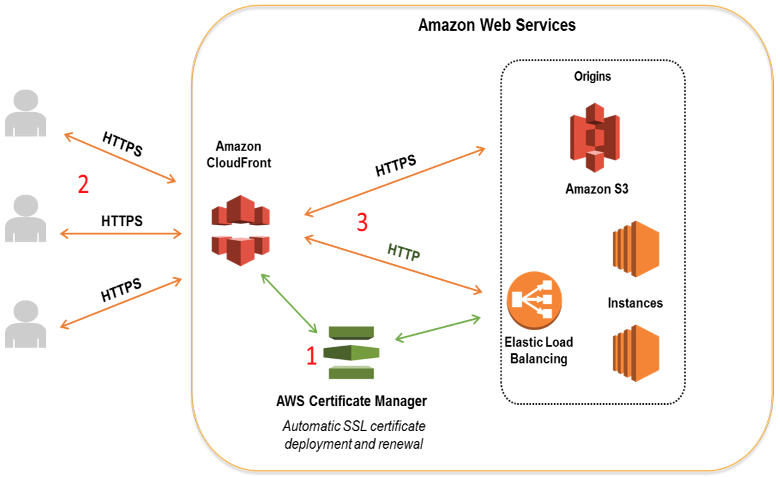 Amazon Web Services
Origins
HTTPS
Amazon
CloudFront
HTTPS
Amazon S3
2
HTTPS
3
HTTP
HTTPS
Instances
Elastic Load
Balancing
1
AWS Certificate Manager
Automatic SSL certificate
deployment and renewal